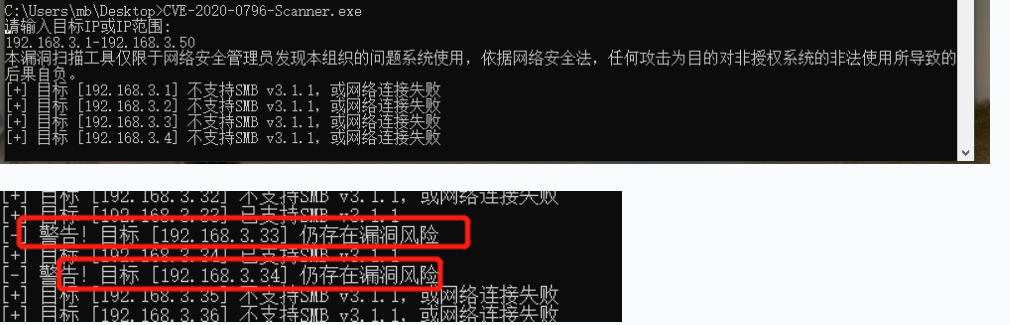 C:\Users\mb\Desktop>CVE-2020-0796-Scanner.exe
请输入目标IP或IP范围:
192.168.3.1-192.168.3.50
本漏洞扫描工具仅限于网络安全管理员发现本组织的问题系统使用，依据网络安全法，任何攻击为目的对非授权系统的非法使用所导致的
后果自负。
[+] 目标 [192.168.3.1] 不支持SMB v3.1.1，或网络连接失败
[+] 目标 [192.168.3.2] 不支持SMB v3.1.1，或网络连接失败
[+] 目标 [192.168.3.3] 不支持SMB v3.1.1，或网络连接失败
[+] 目标 [192.168.3.4] 不支持SMB v3.1.1，或网络连接失败
[+] 目标 [192.168.3.32] 不支持SMB v3.1.1，或网络连接失败
[+] 目标 [192.168.3.33] 已支持SMB v3.1.1
[-] 警告! 目标 [192.168.3.33] 仍存在漏洞风险
[+] 目标 [192.168.3.34] 已支持SMB v3.1.1
[-] 警告! 目标 [192.168.3.34] 仍存在漏洞风险
[+] 目标 [192.168.3.35] 不支持SMB v3.1.1，或网络连接失败
[+] 目标 [192.168.3.36] 不支持SMB v3.1.1，或网络连接失败